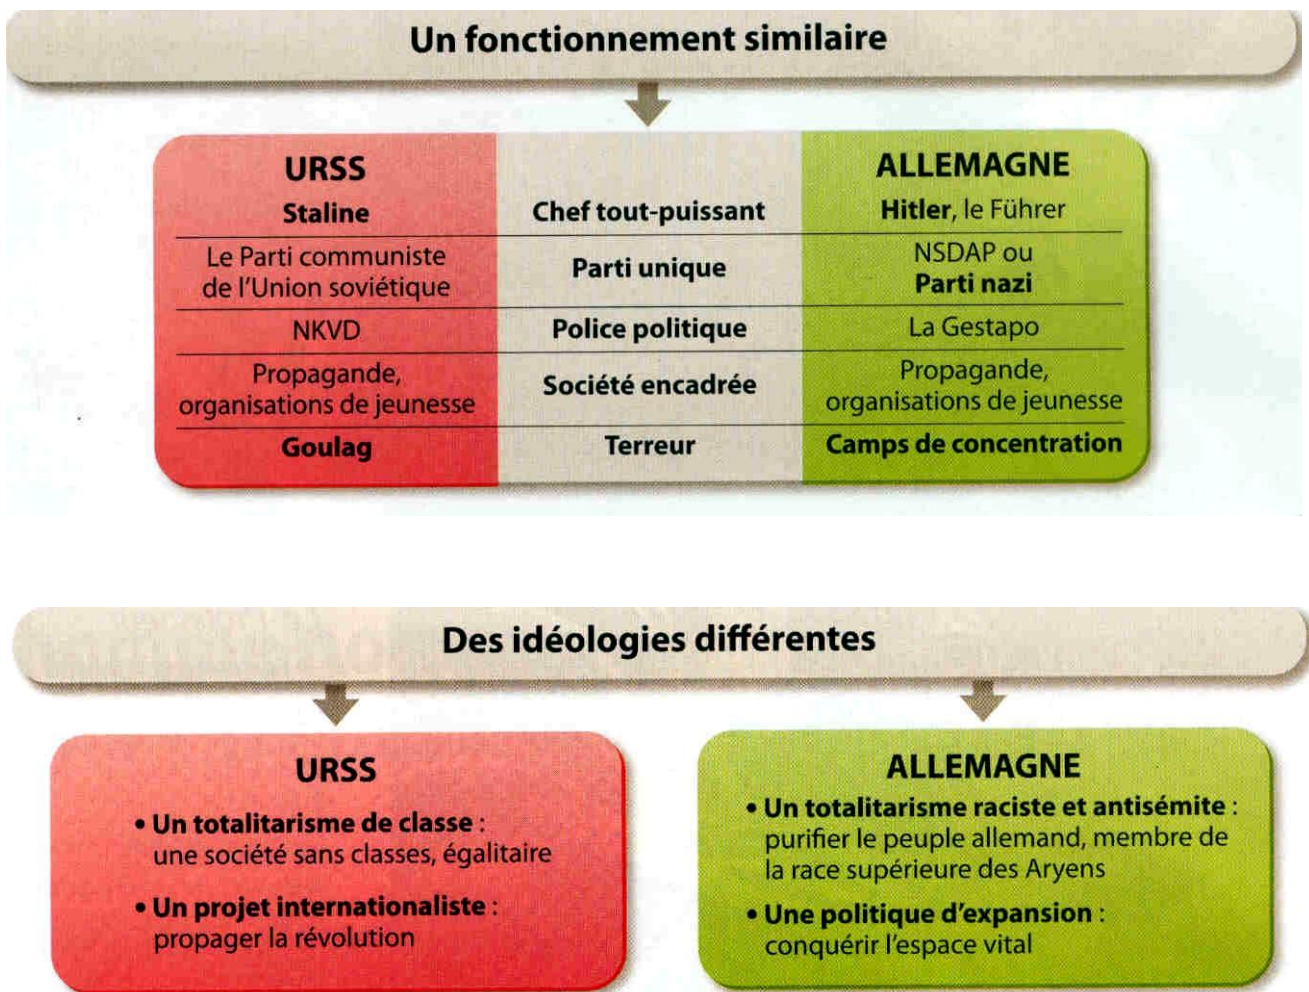 Un fonctionnement similaire
URSS
ALLEMAGNE
Staline
Chef tout-puissant
Hitler, le Führer
Le Parti communiste
de l'Union soviétique
Parti unique
NSDAP ou
Parti nazi
NKVD
Police politique
La Gestapo
Propagande,
organisations de jeunesse
Société encadrée
Propagande,
organisations de jeunesse
Goulag
Terreur
Camps de concentration
Des idéologies différentes
URSS
• Un totalitarisme de classe :
une société sans classes, égalitaire
• Un projet internationaliste :
propager la révolution
ALLEMAGNE
• Un totalitarisme raciste et antisémite :
purifier le peuple allemand, membre de
la race supérieure des Aryens
• Une politique d'expansion :
conquérir l'espace vital